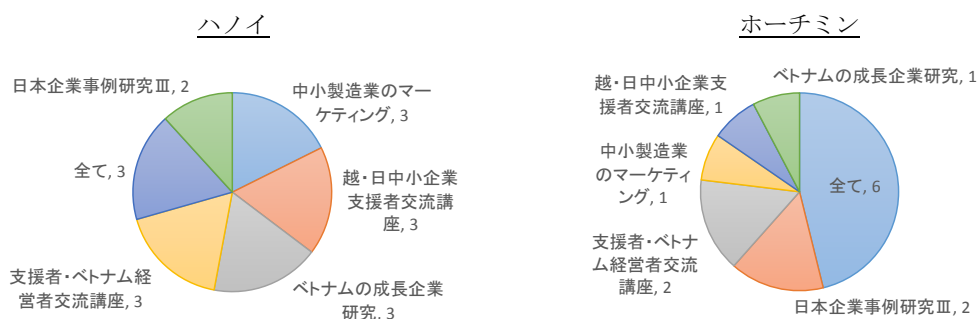 ハノイ
日本企業事例研究Ⅲ, 2
中小製造業のマー
ケティング, 3
全て, 3
越・日中小企業
支援者交流講
座, 3
支援者・ベトナム経
営者交流講座, 3
ベトナムの成長企業
研究, 3
ホーチミン
ベトナムの成長企業研究, 1
越・日中小企業支
援者交流講座, 1
中小製造業
のマーケティ
ング, 1
全て, 6
支援者・ベトナ
ム経営者交流
講座, 2
日本企業事例研究Ⅲ, 2